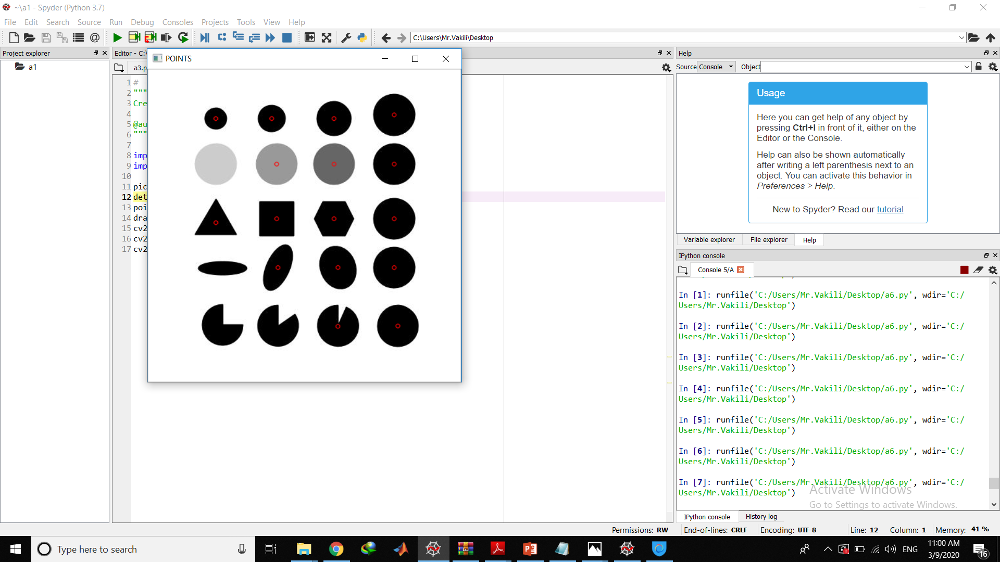 ~\a1 - Spyder (Python 3.7)
File Edit Search Source Run Debug Consoles Projects Tools View Help
C:\Users\Mr.Vakili\Desktop
Project explorer
a1
Editor - C:\
a3.p
1 # -
2 """
3 Cre
4
5 @au
6 """
7
8 imp
9 imp
10
11 pic
12 det
13 poi
14 dra
15 cv2
16 cv2
17 cv2
POINTS
Help
Source Console Object
Usage
Here you can get help of any object by
pressing Ctrl+I in front of it, either on the
Editor or the Console.
Help can also be shown automatically
after writing a left parenthesis next to an
object. You can activate this behavior in
Preferences > Help.
New to Spyder? Read our tutorial
Variable explorer File explorer Help
IPython console
Console 5/A
In [1]: runfile('C:/Users/Mr.Vakili/Desktop/a6.py', wdir='C:/
Users/Mr.Vakili/Desktop')
In [2]: runfile('C:/Users/Mr.Vakili/Desktop/a6.py', wdir='C:/
Users/Mr.Vakili/Desktop')
In [3]: runfile('C:/Users/Mr.Vakili/Desktop/a6.py', wdir='C:/
Users/Mr.Vakili/Desktop')
In [4]: runfile('C:/Users/Mr.Vakili/Desktop/a6.py', wdir='C:/
Users/Mr.Vakili/Desktop')
In [5]: runfile('C:/Users/Mr.Vakili/Desktop/a6.py', wdir='C:/
Users/Mr.Vakili/Desktop')
In [6]: runfile('C:/Users/Mr.Vakili/Desktop/a6.py', wdir='C:/
Users/Mr.Vakili/Desktop')
In [7]: runfile('C:/Users/Mr.Vakili/Desktop/a6.py', wdir='C:/
Users/Mr.Vakili/Desktop')
Activate Windows
Go to Settings to activate Windows.
IPython console History log
Permissions: RW End-of-lines: CRLF Encoding: UTF-8 Line: 12 Column: 1 Memory: 41 %
Type here to search
ENG
11:00 AM
3/9/2020
16